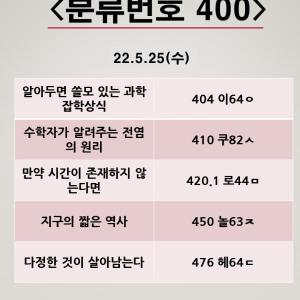 <분류번호 400>
22.5.25(수)
알아두면 쓸모 있는 과학
잡학상식
404 이64ㅇ
수학자가 알려주는 전염
의 원리
410 쿠82ㅅ
만약 시간이 존재하지 않
는다면
420.1 로44ㅁ
지구의 짧은 역사
450 놀63ㅈ
다정한 것이 살아남는다
476 헤64ㄷ